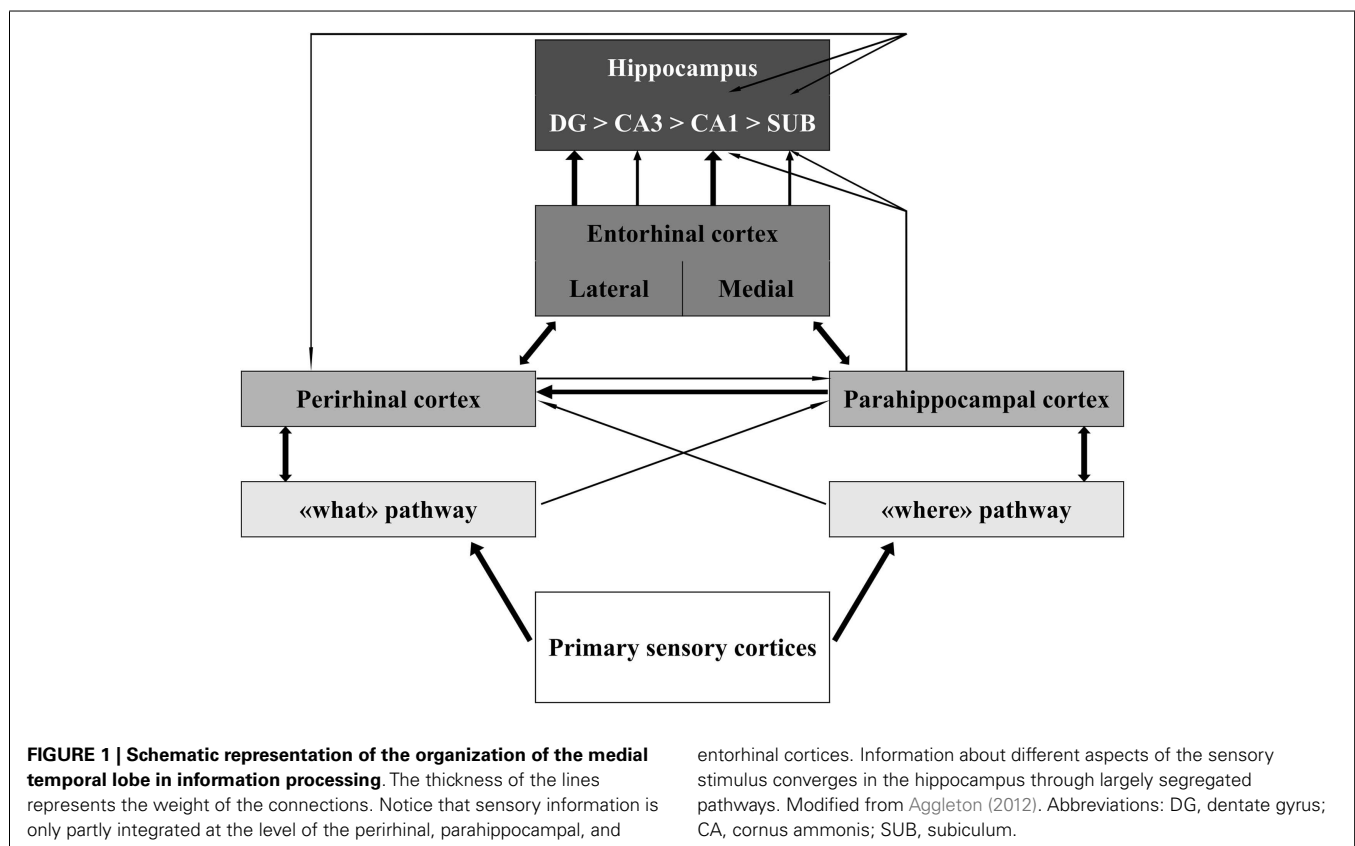 Hippocampus
DG > CA3 > CA1 > SUB
Entorhinal cortex
Lateral
Medial
Perirhinal cortex
Parahippocampal cortex
«what» pathway
«where» pathway
Primary sensory cortices
FIGURE 1 | Schematic representation of the organization of the medial
temporal lobe in information processing. The thickness of the lines
represents the weight of the connections. Notice that sensory information is
only partly integrated at the level of the perirhinal, parahippocampal, and
entorhinal cortices. Information about different aspects of the sensory
stimulus converges in the hippocampus through largely segregated
pathways. Modified from Aggleton (2012). Abbreviations: DG, dentate gyrus;
CA, cornus ammonis; SUB, subiculum.